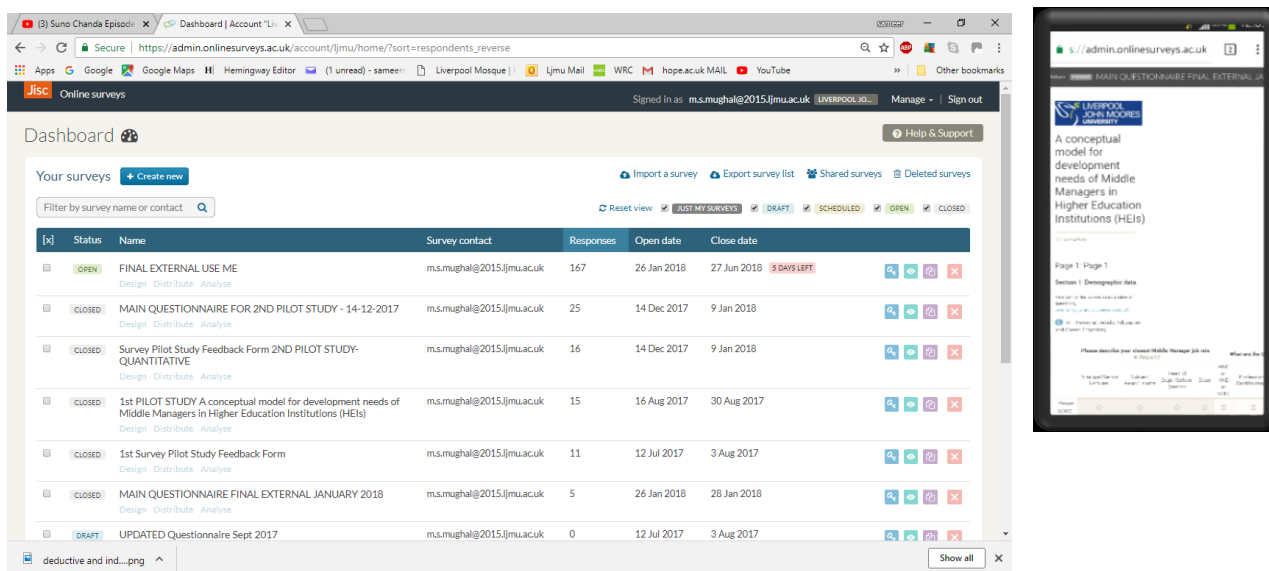 (3) Suno Chanda Episode
Dashboard | Account "Liv
sameer
Secure
https://admin.onlinesurveys.ac.uk/account/ljmu/home/?sort=respondents_reverse
Apps
Google
Google Maps
Hemingway Editor
(1 unread) - sameer
Liverpool Mosque |
Ljmu Mail
WRC
hope.ac.uk MAIL
YouTube
Other bookmarks
Jisc Online surveys
Signed in as m.s.mughal@2015.ljmu.ac.uk LIVERPOOL JO... Manage Sign out
Dashboard
Help & Support
Your surveys
+ Create new
Import a survey
Export survey list
Shared surveys
Deleted surveys
Filter by survey name or contact
Reset view
JUST MY SURVEYS
DRAFT
SCHEDULED
OPEN
CLOSED
[x] Status Name Survey contact Responses Open date Close date
OPEN FINAL EXTERNAL USE ME m.s.mughal@2015.ljmu.ac.uk 167 26 Jan 2018 27 Jun 2018 5 DAYS LEFT
Design Distribute Analyse
CLOSED MAIN QUESTIONNAIRE FOR 2ND PILOT STUDY - 14-12-2017 m.s.mughal@2015.ljmu.ac.uk 25 14 Dec 2017 9 Jan 2018
Design Distribute Analyse
CLOSED Survey Pilot Study Feedback Form 2ND PILOT STUDY- m.s.mughal@2015.ljmu.ac.uk 16 14 Dec 2017 9 Jan 2018
QUANTITATIVE
Design Distribute Analyse
CLOSED 1st PILOT STUDY A conceptual model for development needs of m.s.mughal@2015.ljmu.ac.uk 15 16 Aug 2017 30 Aug 2017
Middle Managers in Higher Education Institutions (HEIs)
Design Distribute Analyse
CLOSED 1st Survey Pilot Study Feedback Form m.s.mughal@2015.ljmu.ac.uk 11 12 Jul 2017 3 Aug 2017
Design Distribute Analyse
CLOSED MAIN QUESTIONNAIRE FINAL EXTERNAL JANUARY 2018 m.s.mughal@2015.ljmu.ac.uk 5 26 Jan 2018 28 Jan 2018
Design Distribute Analyse
DRAFT UPDATED Questionnaire Sept 2017 m.s.mughal@2015.ljmu.ac.uk 0 12 Jul 2017 3 Aug 2017
deductive and ind....png
Show all
s://admin.onlinesurveys.ac.uk
2
MAIN QUESTIONNAIRE FINAL EXTERNAL JA
LIVERPOOL
JOHN MOORES
UNIVERSITY
A conceptual
model for
development
needs of Middle
Managers in
Higher Education
Institutions (HEIs)
Page 1: Page 1
Section 1: Demographic data
Please describe your closest Middle Manager job role